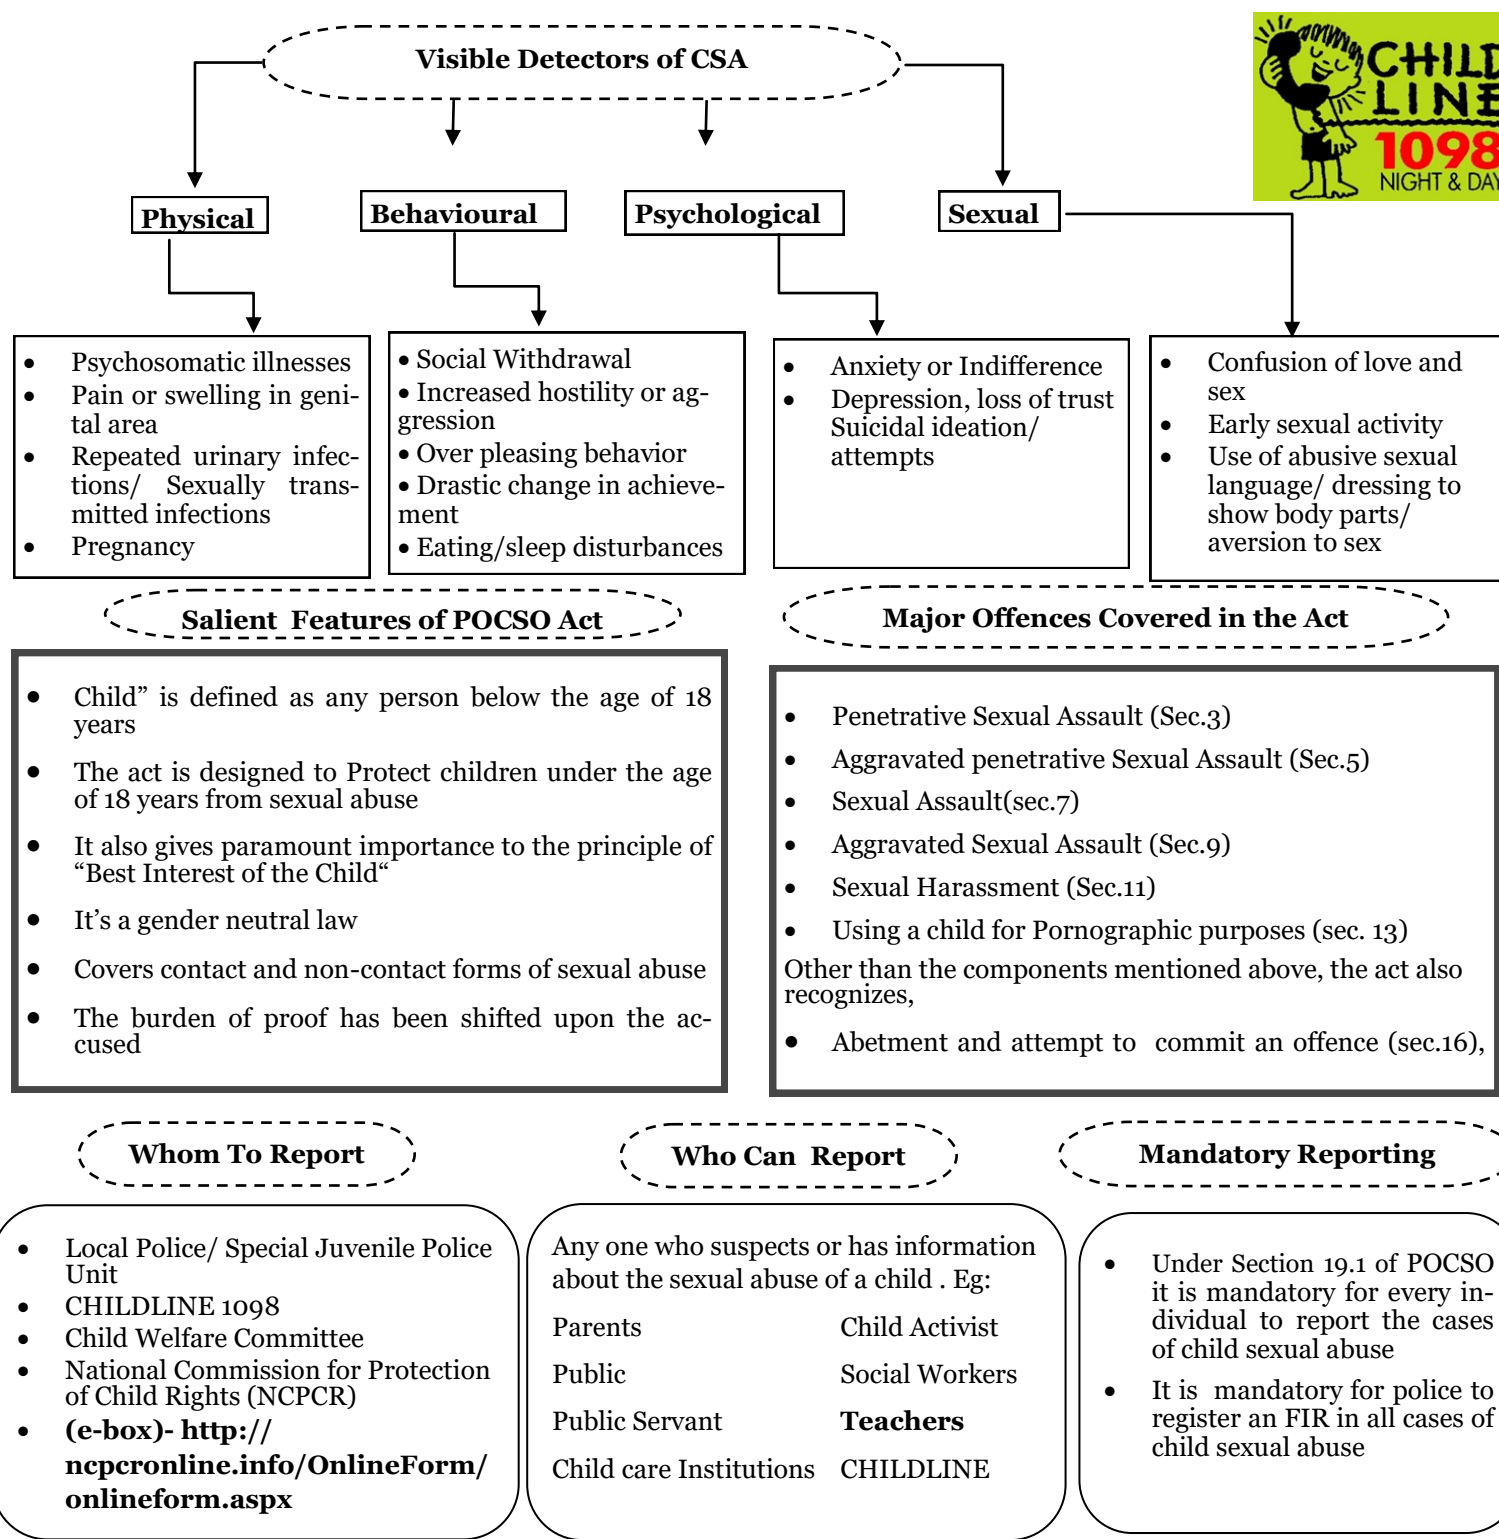 Visible Detectors of CSA
CHILD
LINE
1098
NIGHT & DAY
Physical
Behavioural
Psychological
Sexual
• Psychosomatic illnesses
• Pain or swelling in geni-
tal area
• Repeated urinary infec-
tions/ Sexually trans-
mitted infections
• Pregnancy
• Social Withdrawal
• Increased hostility or ag-
gression
• Over pleasing behavior
• Drastic change in achieve-
ment
• Eating/sleep disturbances
• Anxiety or Indifference
• Depression, loss of trust
Suicidal ideation/
attempts
• Confusion of love and
sex
• Early sexual activity
• Use of abusive sexual
language/ dressing to
show body parts/
aversion to sex
Salient Features of POCSO Act
• Child” is defined as any person below the age of 18
years
• The act is designed to Protect children under the age
of 18 years from sexual abuse
• It also gives paramount importance to the principle of
“Best Interest of the Child“
• It’s a gender neutral law
• Covers contact and non-contact forms of sexual abuse
• The burden of proof has been shifted upon the ac-
cused
Major Offences Covered in the Act
• Penetrative Sexual Assault (Sec.3)
• Aggravated penetrative Sexual Assault (Sec.5)
• Sexual Assault(sec.7)
• Aggravated Sexual Assault (Sec.9)
• Sexual Harassment (Sec.11)
• Using a child for Pornographic purposes (sec. 13)
Other than the components mentioned above, the act also
recognizes,
• Abetment and attempt to commit an offence (sec.16),
Whom To Report
• Local Police/ Special Juvenile Police
Unit
• CHILDLINE 1098
• Child Welfare Committee
• National Commission for Protection
of Child Rights (NCPCR)
• (e-box)- http://
ncpcronline.info/OnlineForm/
onlineform.aspx
Who Can Report
Any one who suspects or has information
about the sexual abuse of a child . Eg:
Parents Child Activist
Public Social Workers
Public Servant Teachers
Child care Institutions CHILDLINE
Mandatory Reporting
• Under Section 19.1 of POCSO
it is mandatory for every in-
dividual to report the cases
of child sexual abuse
• It is mandatory for police to
register an FIR in all cases of
child sexual abuse